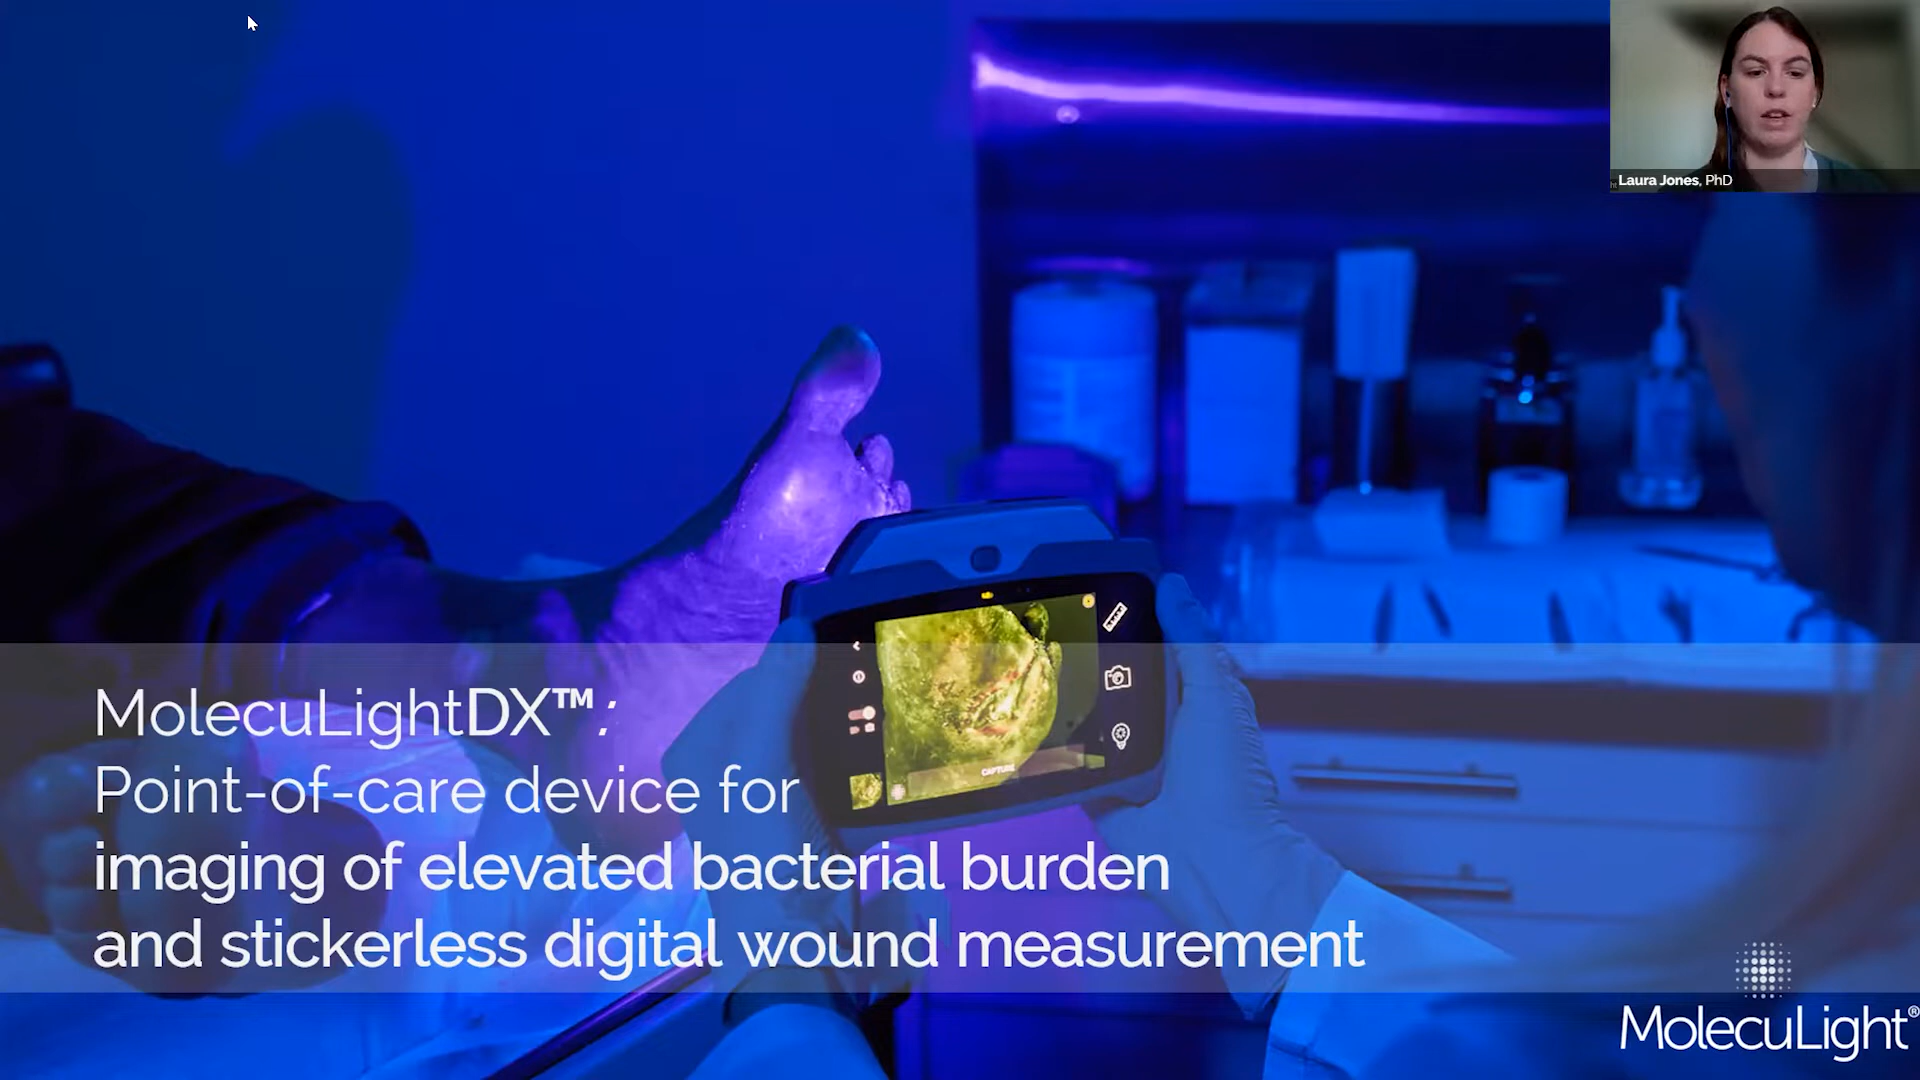 Laura Jones, PhD
CAPTURE
MolecuLightDX™:
Point-of-care device for
imaging of elevated bacterial burden
and stickerless digital wound measurement
MolecuLight®